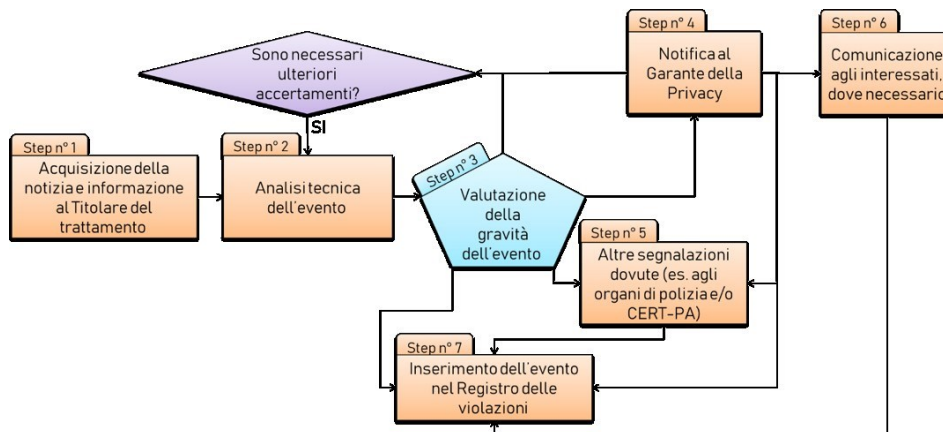 Step n° 4
Step n° 6
Sono necessari
ulteriori
accertamenti?
Notifica al
Garante della
Privacy
Comunicazione
agli interessati,
dove necessario
SI
Step n° 1
Acquisizione della
notizia e informazione
al Titolare del
trattamento
Step n° 2
Analisi tecnica
dell'evento
Step n° 3
Valutazione
della
gravità
dell'evento
Step n° 5
Altre segnalazioni
dovute (es. agli
organi di polizia e/o
CERT-PA)
Step n° 7
Inserimento dell'evento
nel Registro delle
violazioni